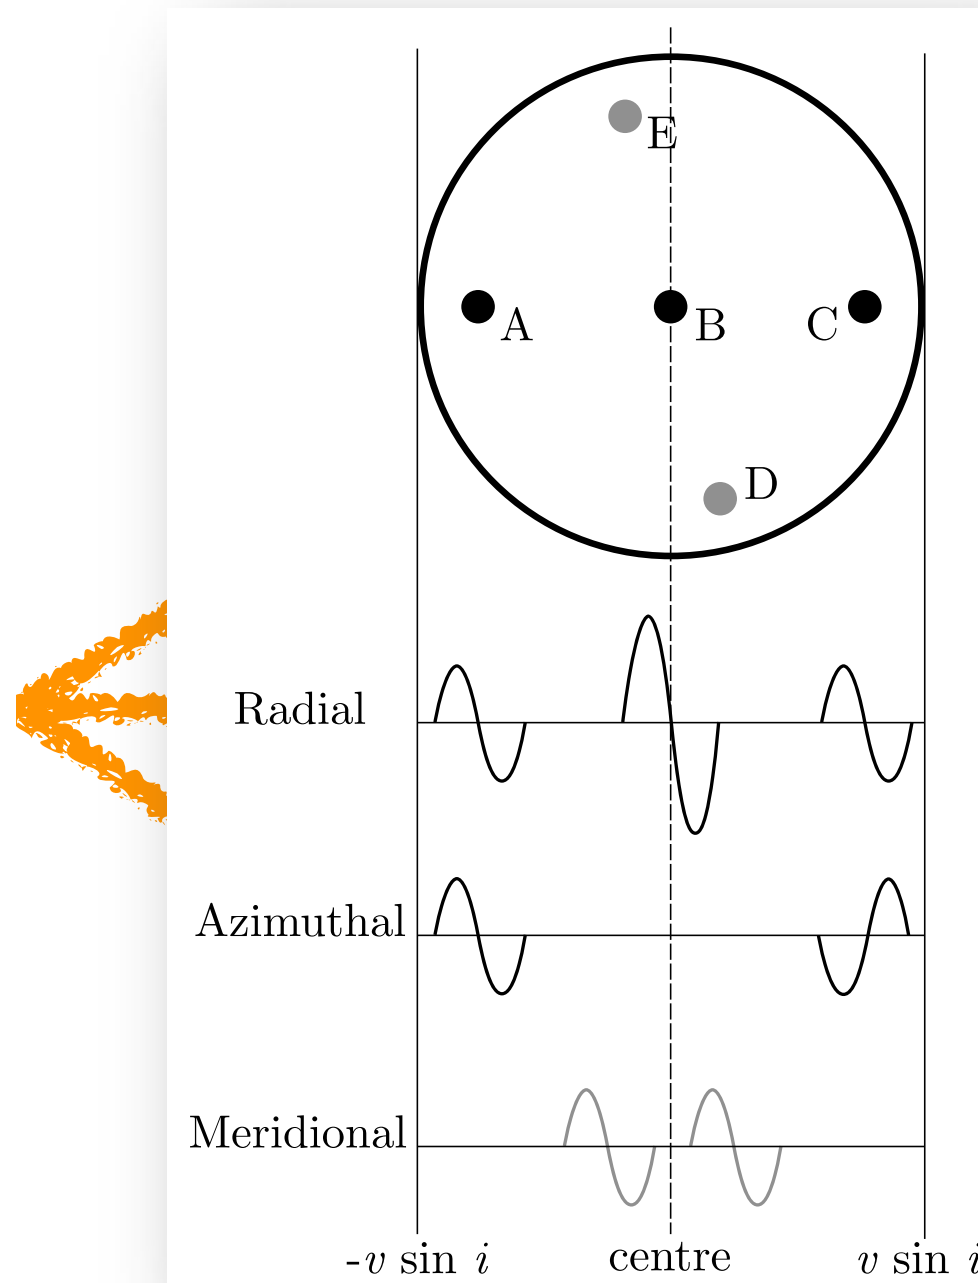 E
A
B
C
D
Radial
Azimuthal
Meridional
-v sin i
centre
v sin i